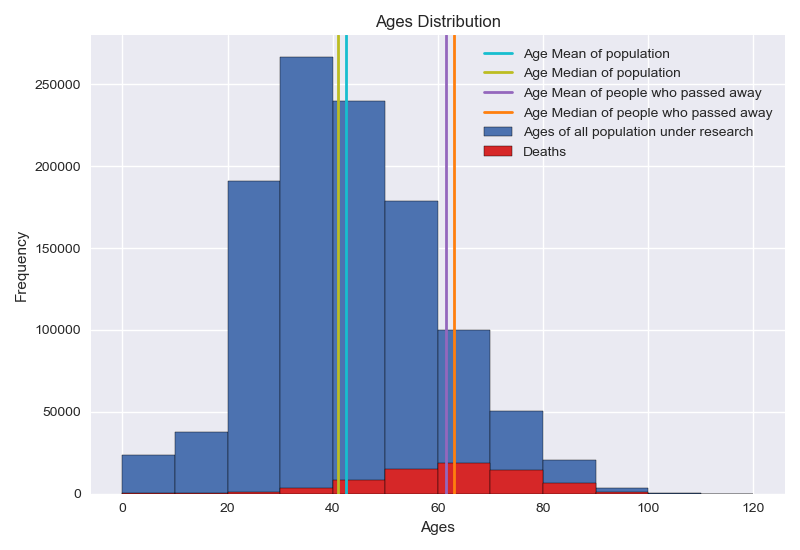 Ages Distribution
Age Mean of population
Age Median of population
Age Mean of people who passed away
Age Median of people who passed away
Ages of all population under research
Deaths
Frequency
250000
200000
150000
100000
50000
0
0 20 40 60 80 100 120
Ages